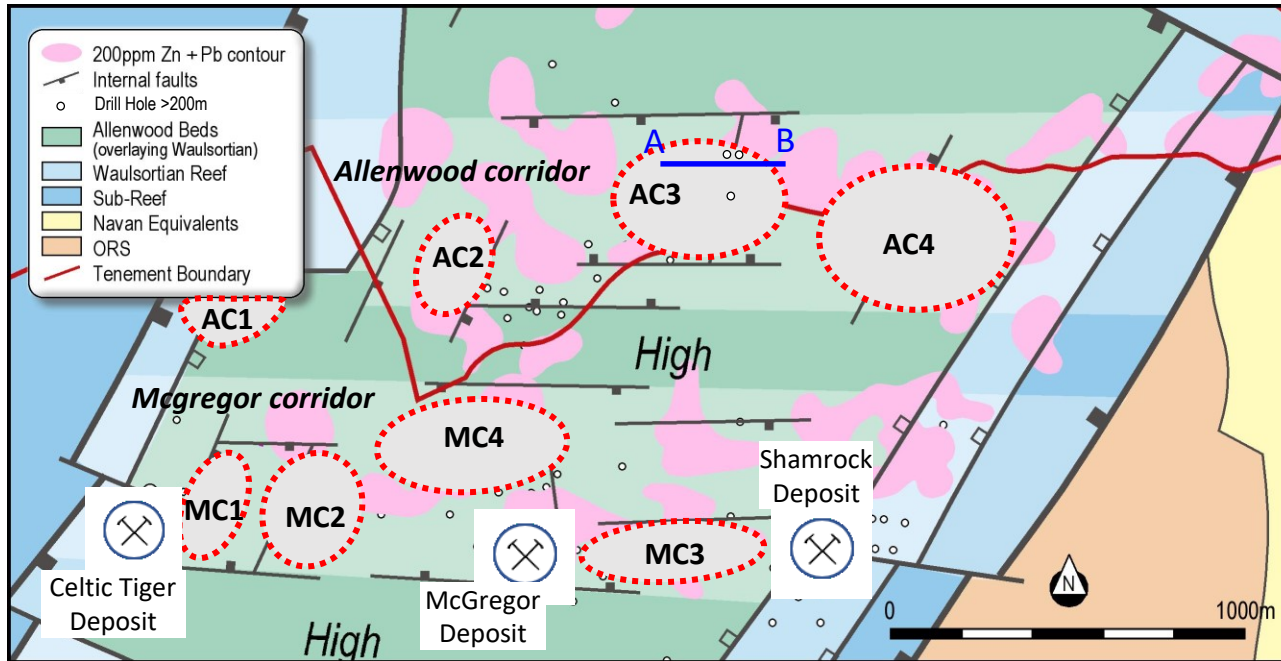 200ppm Zn + Pb contour
Internal faults
Drill Hole >200m
Allenwood Beds
(overlaying Waulsortian)
Waulsortian Reef
Sub-Reef
Navan Equivalents
ORS
Tenement Boundary
A
B
Allenwood corridor
AC3
AC2
AC4
AC1
High
Mcgregor corridor
MC4
Shamrock
Deposit
MC1
MC2
MC3
Celtic Tiger
Deposit
McGregor
Deposit
N
0
1000m
High